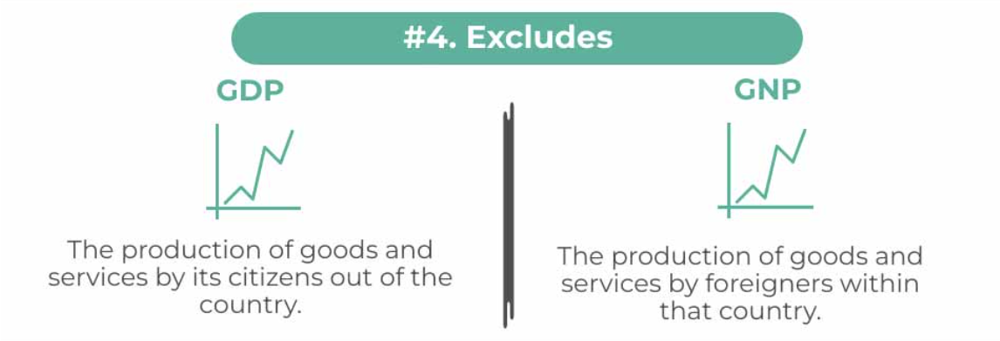 #4. Excludes
GDP
The production of goods and
services by its citizens out of the
country.
GNP
The production of goods and
services by foreigners within
that country.